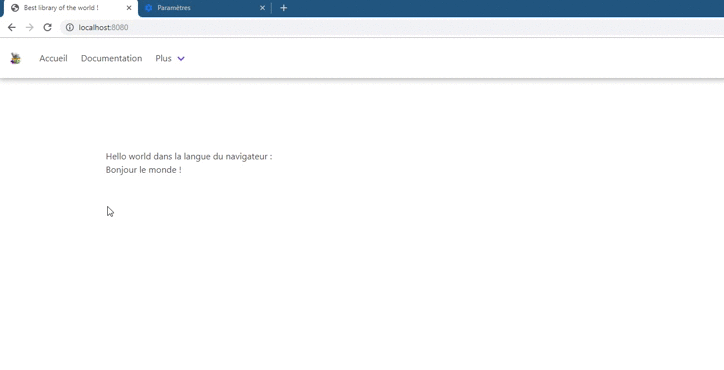 Best library of the world !
Paramètres
localhost:8080
Accueil Documentation Plus
Hello world dans la langue du navigateur :
Bonjour le monde !